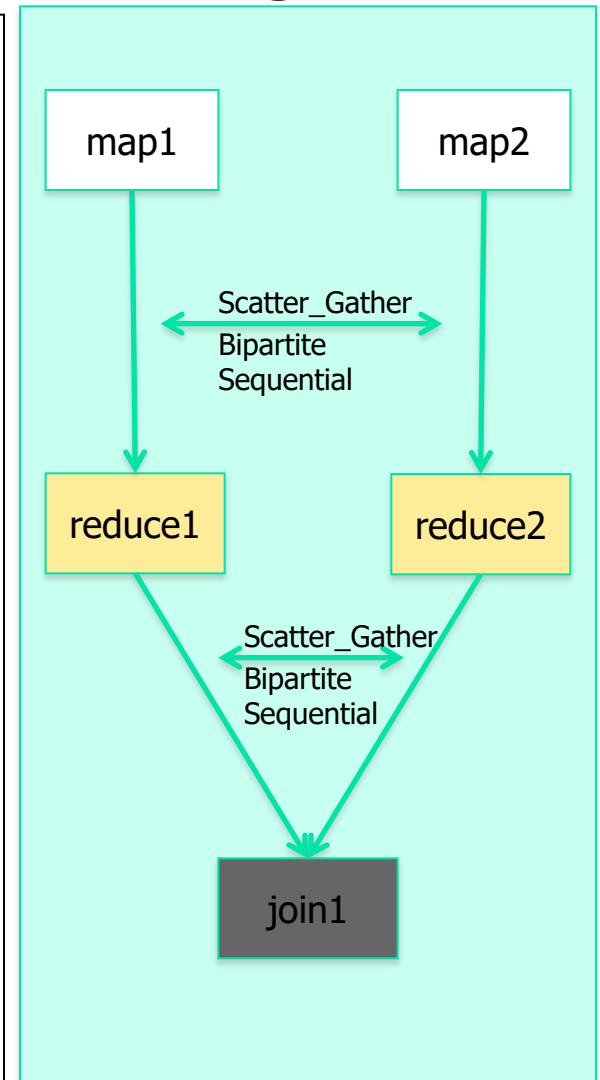 map1
map2
Scatter_Gather
Bipartite
Sequential
reduce1
reduce2
Scatter_Gather
Bipartite
Sequential
join1